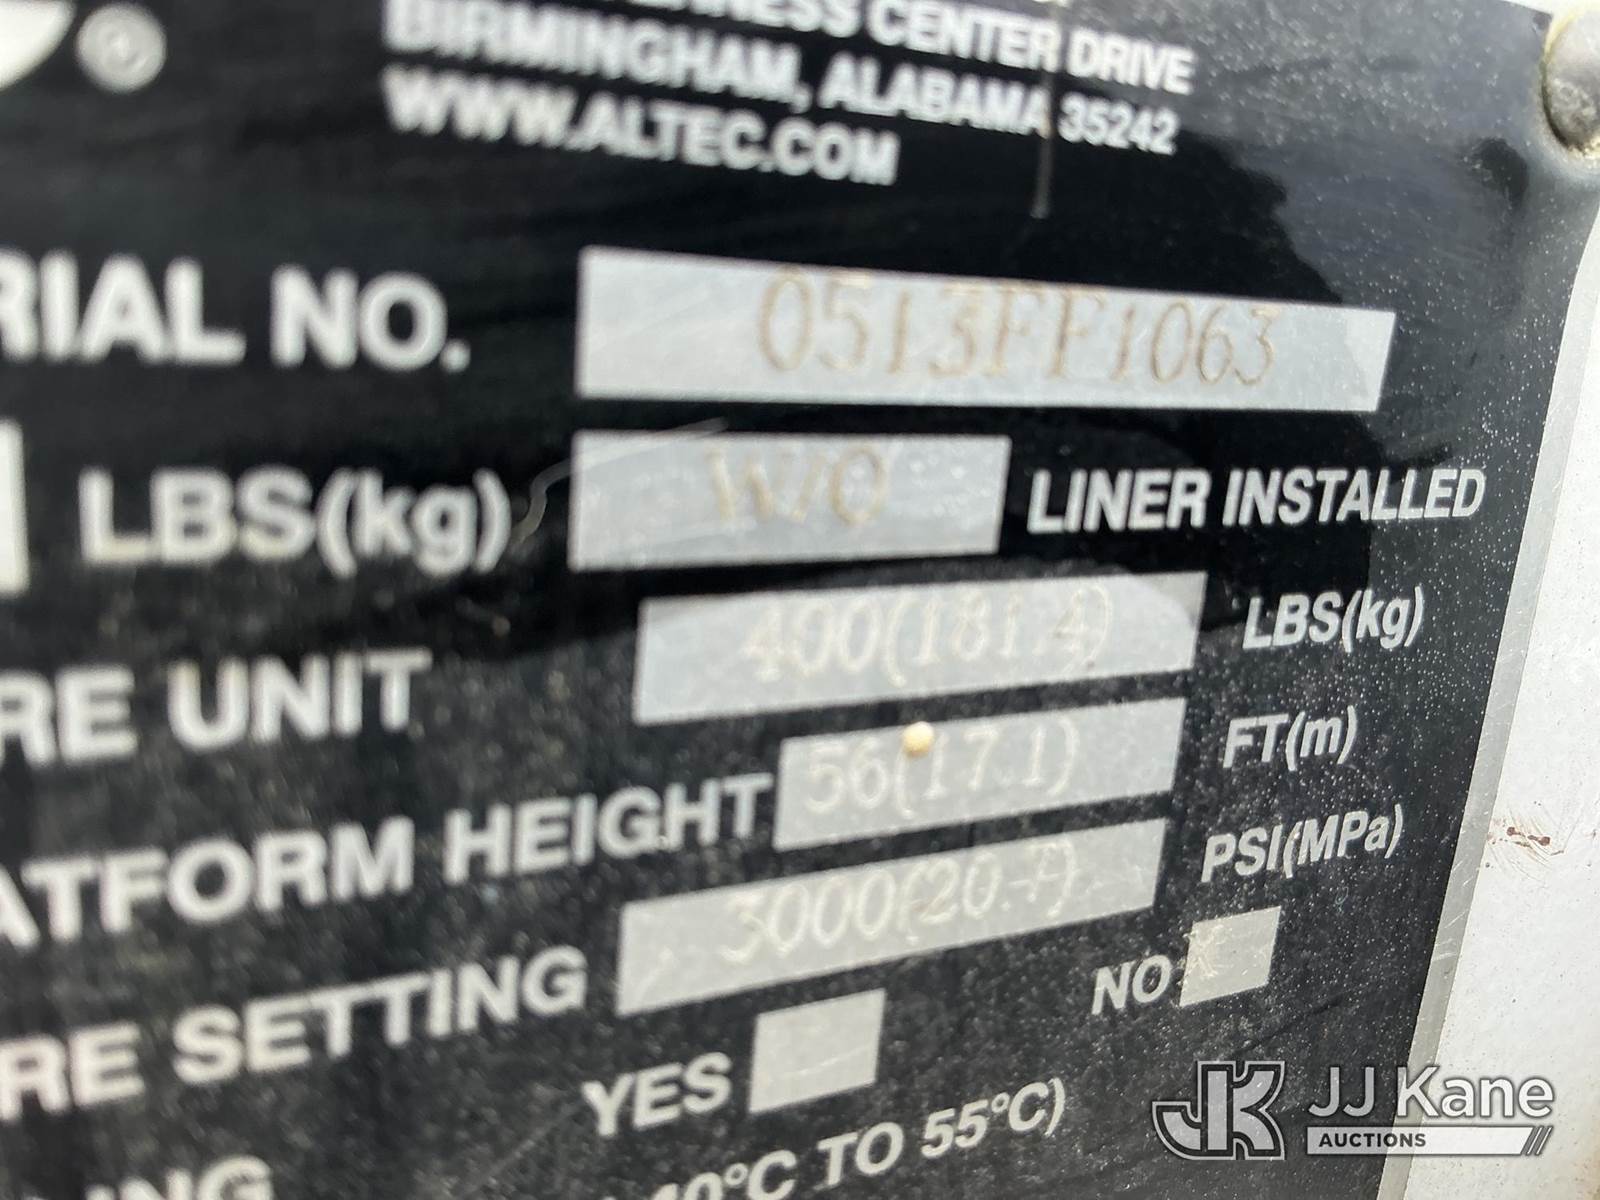 ®
CENTER DRIVE
BIRMINGHAM, ALABAMA 35242
WWW.ALTEC.COM
RIAL NO. 0513FF1063
LBS(kg) W/O LINER INSTALLED
RE UNIT 400(181.4) LBS(kg)
ATFORM HEIGHT 56(17.1) FT(m)
RE SETTING 3000(20.7) PSI(MPa)
YES NO X
40°C TO 55°C)
NG
JJ Kane
AUCTIONS